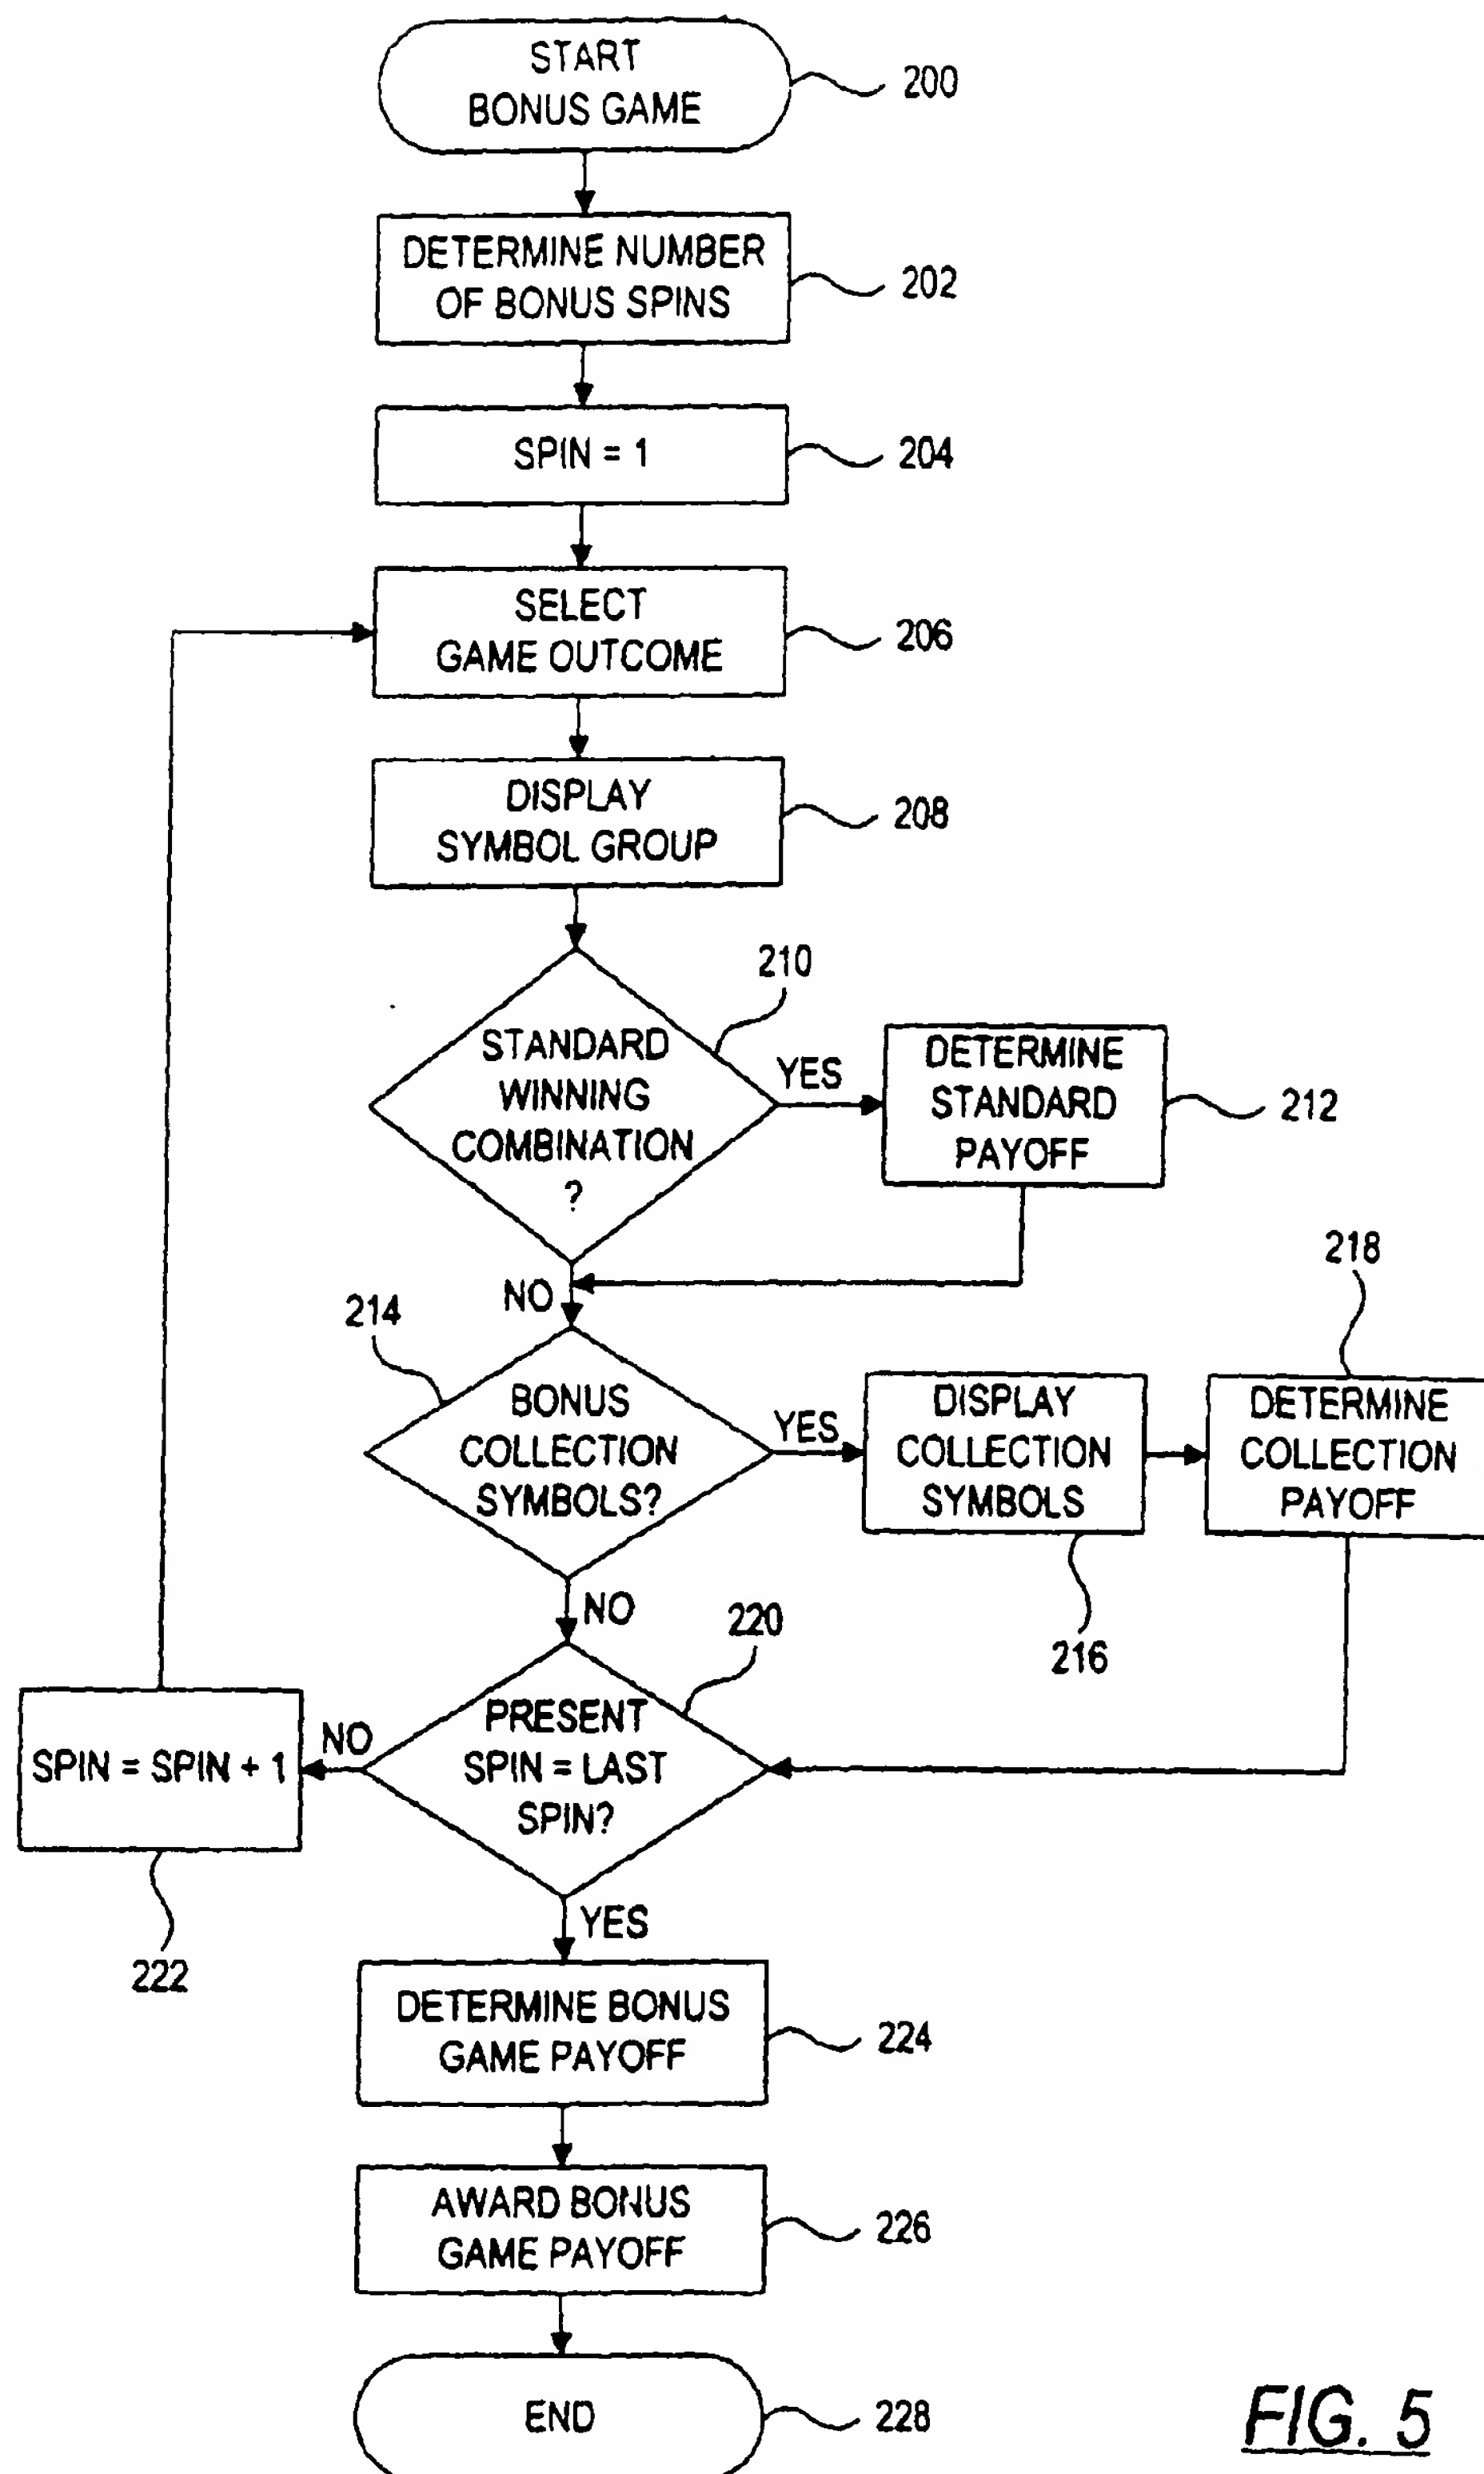 START
BONUS GAME
200
DETERMINE NUMBER
OF BONUS SPINS
202
SPIN = 1
204
SELECT
GAME OUTCOME
206
DISPLAY
SYMBOL GROUP
208
210
STANDARD
WINNING
COMBINATION
?
YES
DETERMINE
STANDARD
PAYOFF
212
NO
214
BONUS
COLLECTION
SYMBOLS?
YES
DISPLAY
COLLECTION
SYMBOLS
216
218
DETERMINE
COLLECTION
PAYOFF
NO
220
PRESENT
SPIN = LAST
SPIN?
NO
SPIN = SPIN + 1
222
YES
DETERMINE BONUS
GAME PAYOFF
224
AWARD BONUS
GAME PAYOFF
226
END
228
FIG. 5